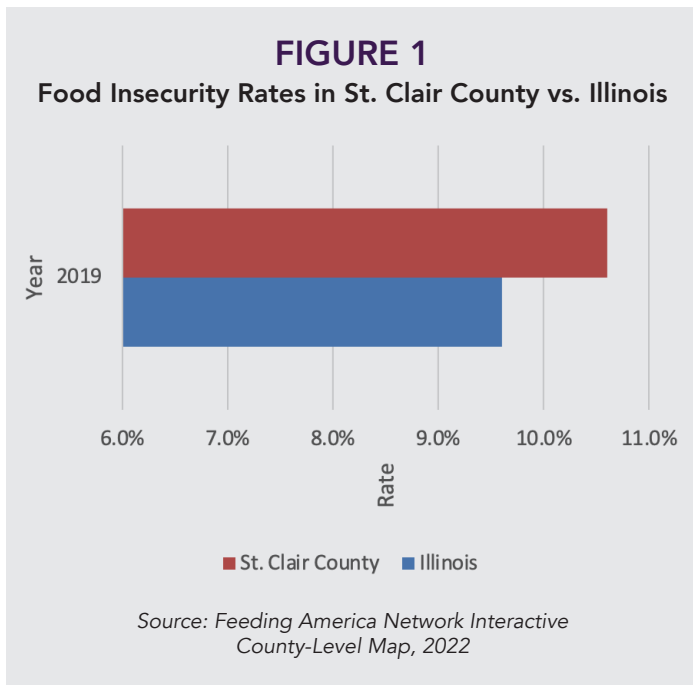 FIGURE 1
Food Insecurity Rates in St. Clair County vs. Illinois
Year
2019
6.0% 7.0% 8.0% 9.0% 10.0% 11.0%
Rate
St. Clair County Illinois
Source: Feeding America Network Interactive
County-Level Map, 2022